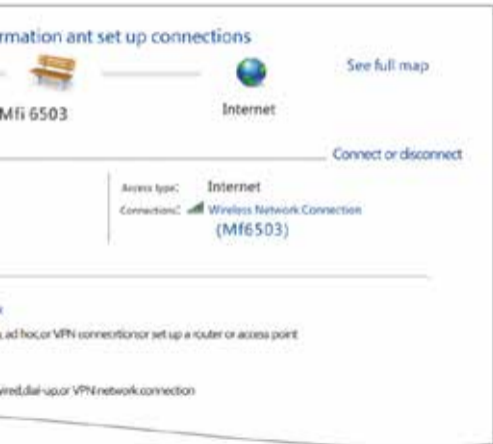 rmation ant set up connections
See full map
Mfi 6503
Internet
Connect or disconnect
Access type: Internet
Connections: Wireless Network Connection
(Mf6503)
, ad hoc,or VPN connectionsor set up a router or access point
wired,dial-up,or VPN network connection